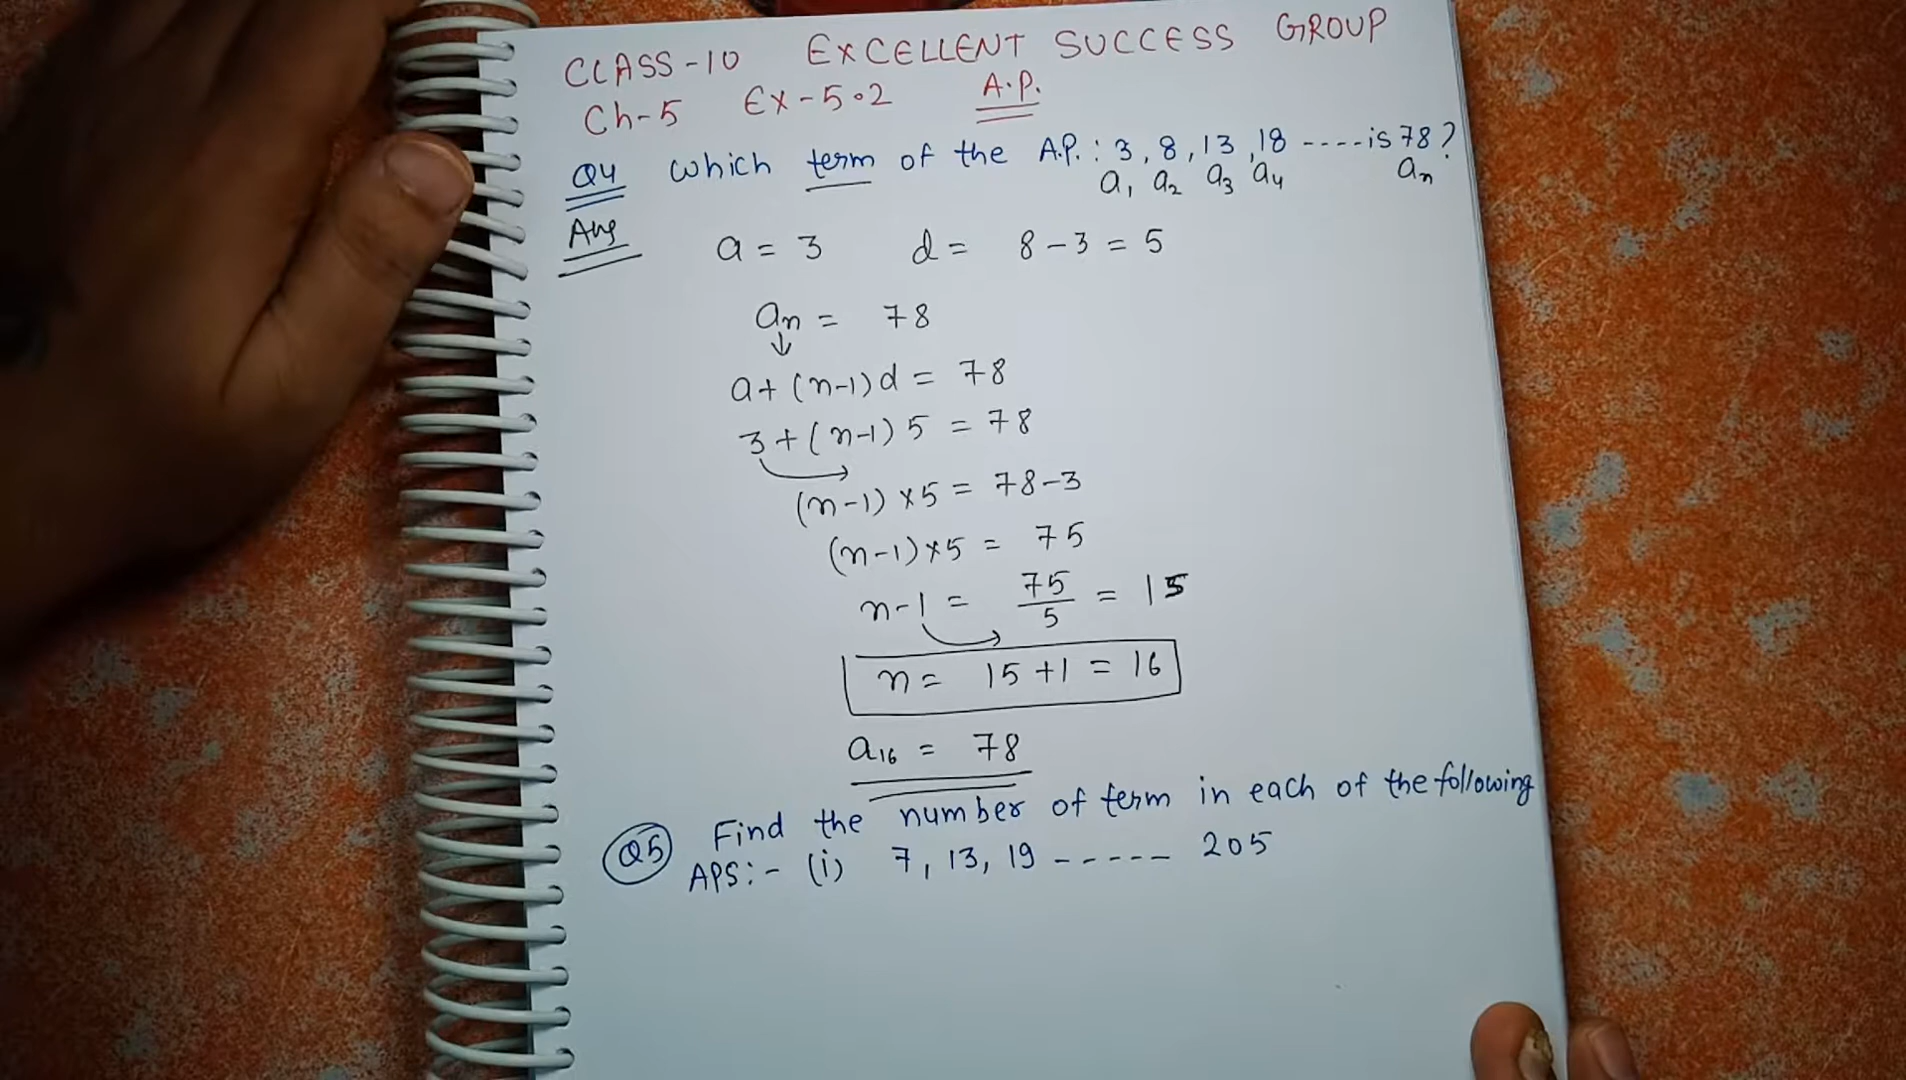 CLASS-10 EXCELLENT SUCCESS GROUP
Ch-5 Ex-5.2 A.P.
Q4 Which term of the A.P.: 3, 8, 13, 18 ----is 78?
a1 a2 a3 a4 an
Ans
a = 3 d = 8-3 = 5
an = 78
↓
a+(n-1)d = 78
3+(n-1)5 = 78
(n-1)×5 = 78-3
(n-1)×5 = 75
n-1 = 75/5 = 15
n = 15+1 = 16
a16 = 78
Q5 Find the number of term in each of the following
APS:- (i) 7, 13, 19 ----- 205